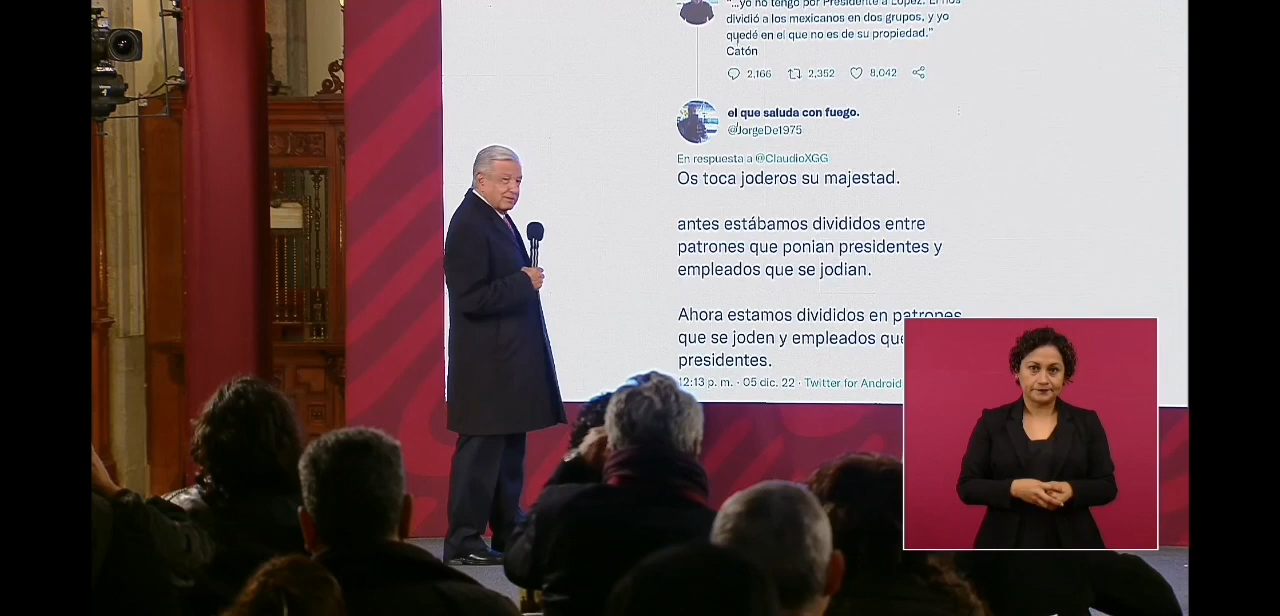 "...yo no tengo por Presidente a López. Él nos
dividió a los mexicanos en dos grupos, y yo
quedé en el que no es de su propiedad."
Catón
2,166 2,352 8,042
el que saluda con fuego.
@JorgeDe1975
En respuesta a @ClaudioXGG
Os toca joderos su majestad.
antes estábamos divididos entre
patrones que ponian presidentes y
empleados que se jodian.
Ahora estamos divididos en patrones
que se joden y empleados que
presidentes.
12:13 p. m. · 05 dic. 22 · Twitter for Android